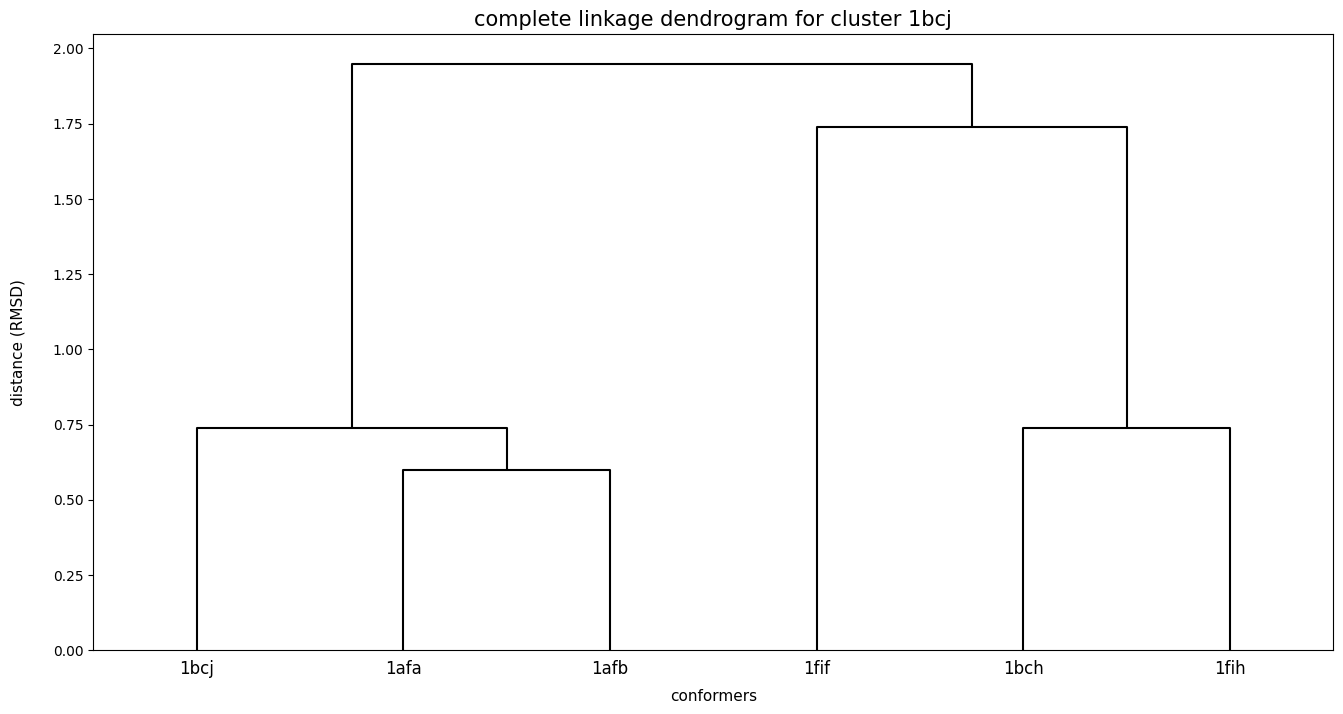 complete linkage dendrogram for cluster 1bcj
2.00
1.75
1.50
1.25
1.00
0.75
0.50
0.25
0.00
distance (RMSD)
1bcj 1afa 1afb 1fif 1bch 1fih
conformers